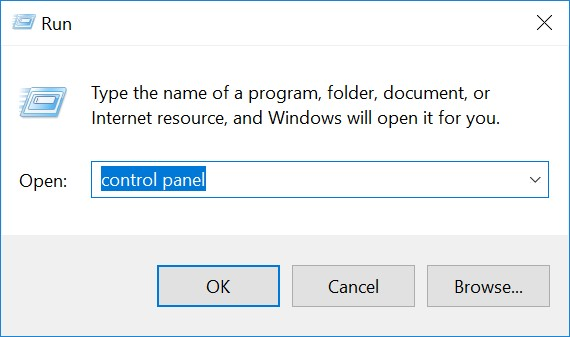 Run
Type the name of a program, folder, document, or
Internet resource, and Windows will open it for you.
Open: control panel
OK Cancel Browse...